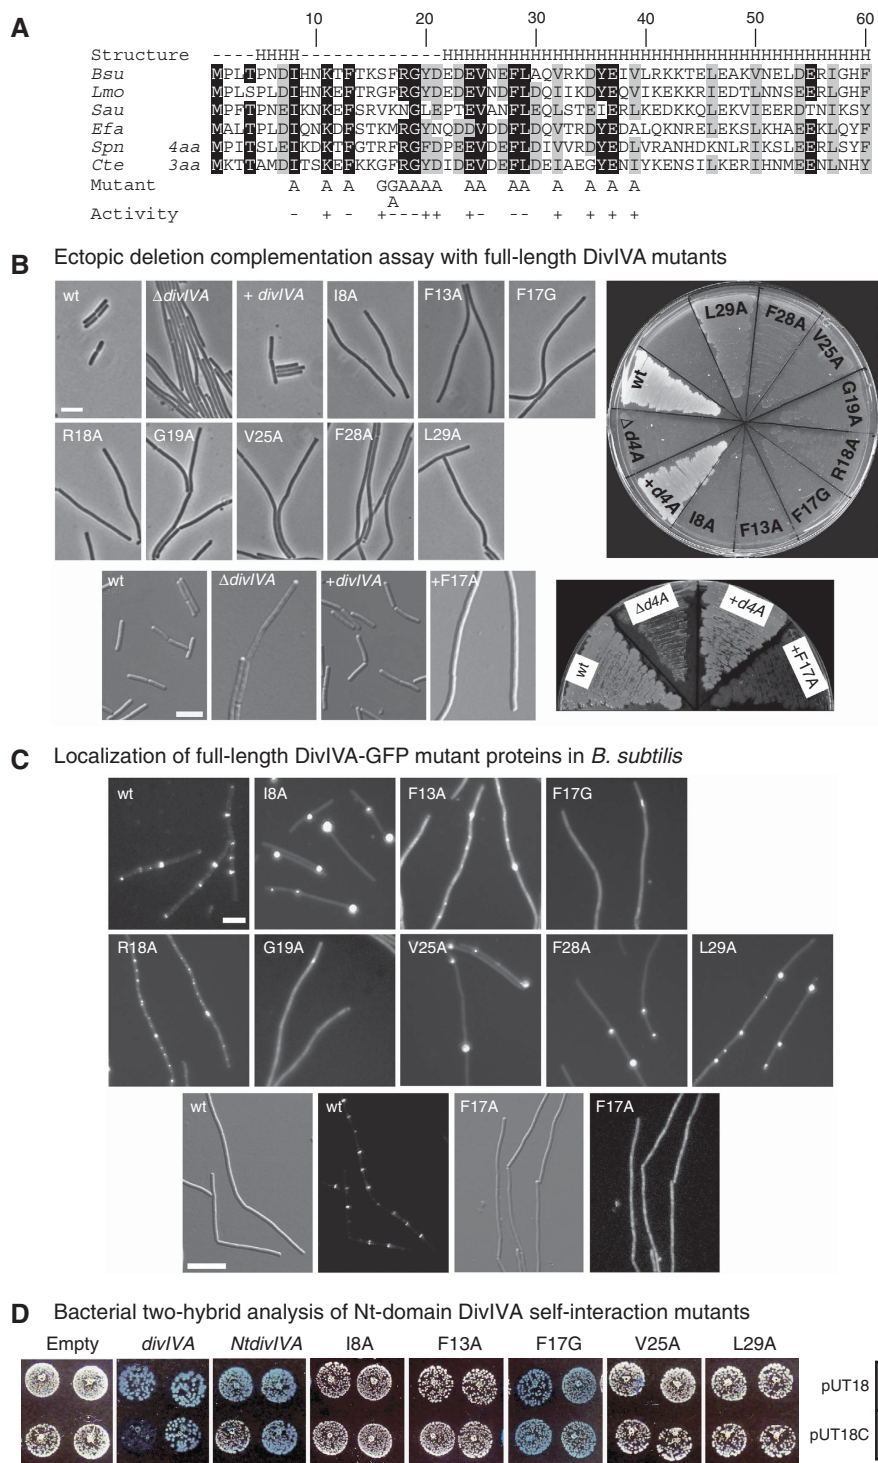 A
10 20 30 40 50 60
Structure ----HHHH-------------HHHHHHHHHHHHHHHHHHHHHHHHHHHHHHHHHHHHHHH
Bsu MPLTPNDIHNKTFTKSFRGYDEDEVNEFLAQVRKDYEIVLRKKTELEAKVNELDERIGHF
Lmo MPLSPLDIHNKEFTRGFRGYDEDEVNDFLDQIIKDYEQVIKEKKRIEDTLNNSEERLGHF
Sau MPFTPNEIKNKEFSRVKNGLEPTEVANFLEQLSTEIERLKEDKKQLEKVIEERDTNIKSY
Efa MALTPLDIQNKDFSTKMRGYNQDDVDDFLDQVTRDYEDALQKNRELEKSLKHAEEKLQYF
Spn 4aa MPITSLEIKDKTFGTRFRGFDPEEVDEFLDIVVRDYEDLVRANHDKNLRIKSLEERLSYF
Cte 3aa MKTTAMDITSKEFKKGFRGYDIDEVDEFLDEIAEGYENIYKENSILKERIHNMEENLNHY
Mutant A A A GGAAAA AA AA A A A A
A
Activity - + - +---++ +- -- + + + +
B Ectopic deletion complementation assay with full-length DivIVA mutants
wt ΔdivIVA + divIVA I8A F13A F17G
R18A G19A V25A F28A L29A
wt ΔdivIVA +divIVA +F17A
L29A F28A V25A G19A R18A F17G F13A I8A +d4A Δd4A wt
wt Δd4A +d4A +F17A
C Localization of full-length DivIVA-GFP mutant proteins in B. subtilis
wt I8A F13A F17G
R18A G19A V25A F28A L29A
wt wt F17A F17A
D Bacterial two-hybrid analysis of Nt-domain DivIVA self-interaction mutants
Empty divIVA NtdivIVA I8A F13A F17G V25A L29A
pUT18
pUT18C